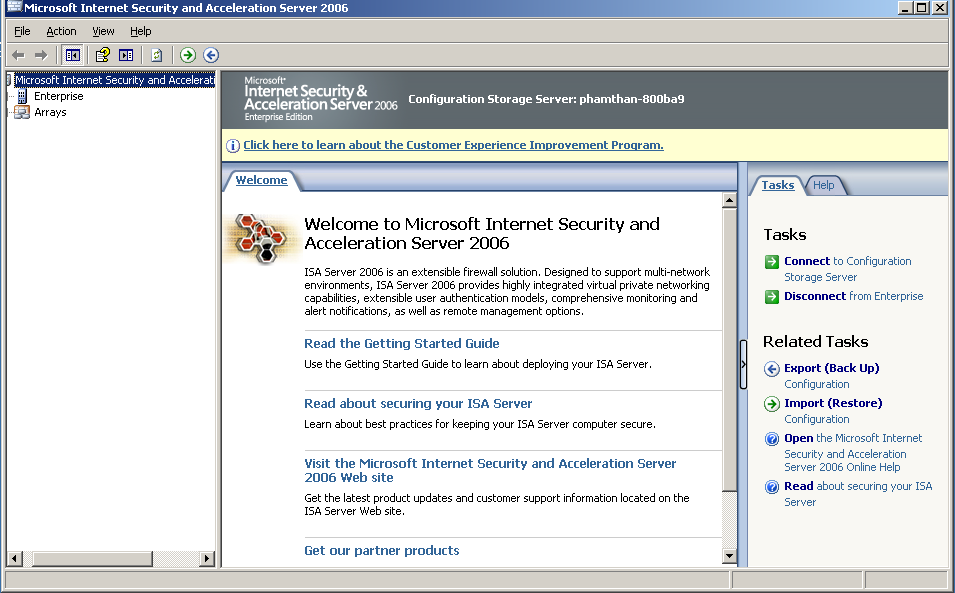 Microsoft Internet Security and Acceleration Server 2006
File Action View Help
Microsoft Internet Security and Accelerati
Enterprise
Arrays
Microsoft
Internet Security &
Acceleration Server 2006
Enterprise Edition
Configuration Storage Server: phamthan-800ba9
Click here to learn about the Customer Experience Improvement Program.
Welcome
Welcome to Microsoft Internet Security and
Acceleration Server 2006
ISA Server 2006 is an extensible firewall solution. Designed to support multi-network
environments, ISA Server 2006 provides highly integrated virtual private networking
capabilities, extensible user authentication models, comprehensive monitoring and
alert notifications, as well as remote management options.
Read the Getting Started Guide
Use the Getting Started Guide to learn about deploying your ISA Server.
Read about securing your ISA Server
Learn about best practices for keeping your ISA Server computer secure.
Visit the Microsoft Internet Security and Acceleration Server
2006 Web site
Get the latest product updates and customer support information located on the
ISA Server Web site.
Get our partner products
Tasks Help
Tasks
Connect to Configuration
Storage Server
Disconnect from Enterprise
Related Tasks
Export (Back Up)
Configuration
Import (Restore)
Configuration
Open the Microsoft Internet
Security and Acceleration
Server 2006 Online Help
Read about securing your ISA
Server